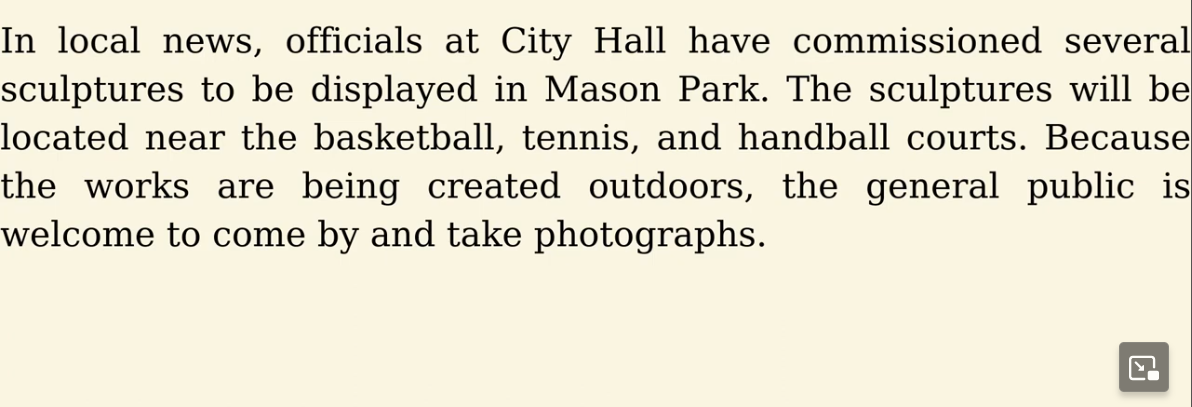 In local news, officials at City Hall have commissioned several
sculptures to be displayed in Mason Park. The sculptures will be
located near the basketball, tennis, and handball courts. Because
the works are being created outdoors, the general public is
welcome to come by and take photographs.